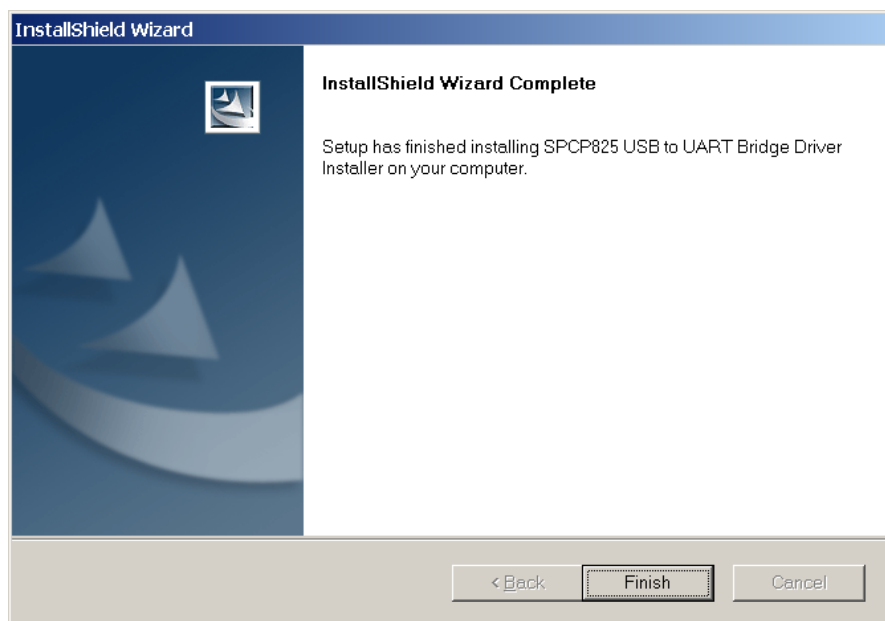 InstallShield Wizard
InstallShield Wizard Complete
Setup has finished installing SPCP825 USB to UART Bridge Driver
Installer on your computer.
< Back
Finish
Cancel